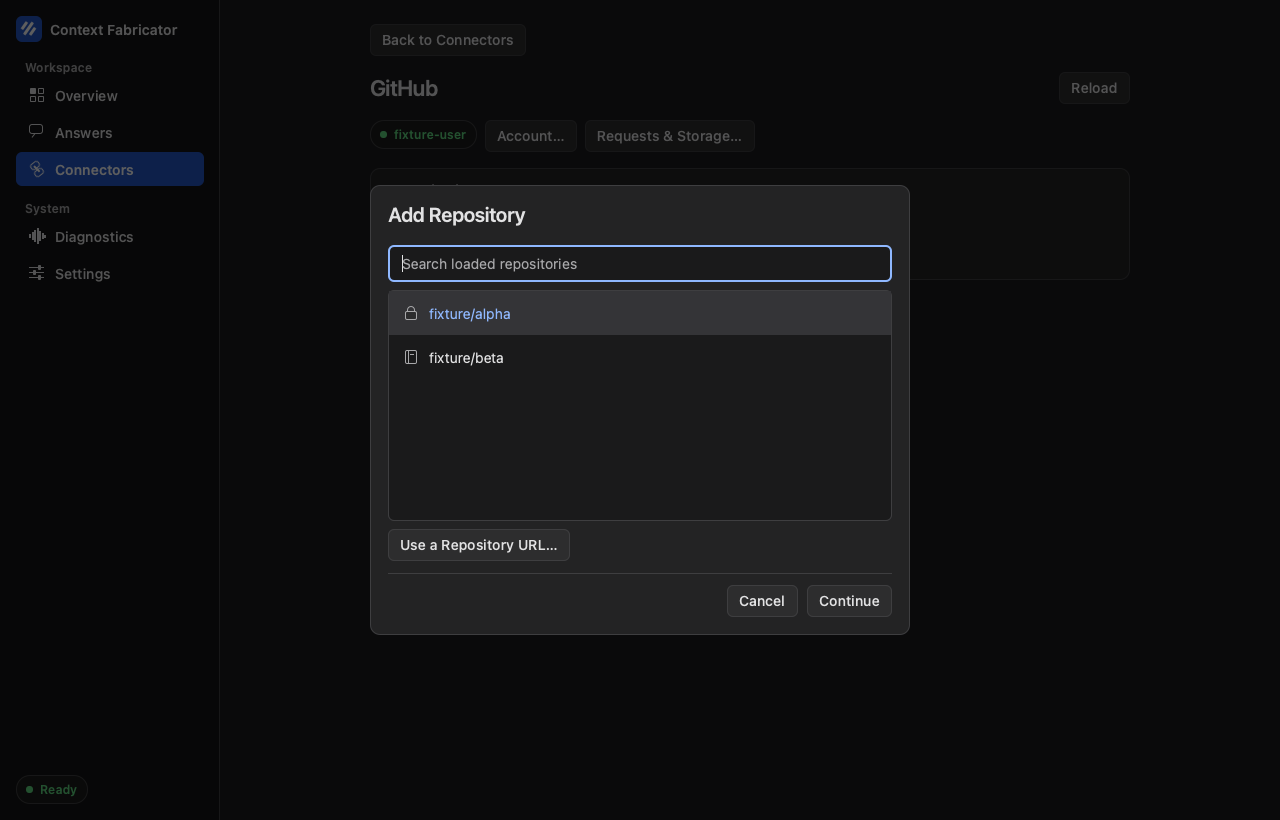 Context Fabricator
Workspace
Overview
Answers
Connectors
System
Diagnostics
Settings
Ready
Back to Connectors
GitHub
Reload
fixture-user
Account...
Requests & Storage...
Add Repository
Search loaded repositories
fixture/alpha
fixture/beta
Use a Repository URL...
Cancel
Continue